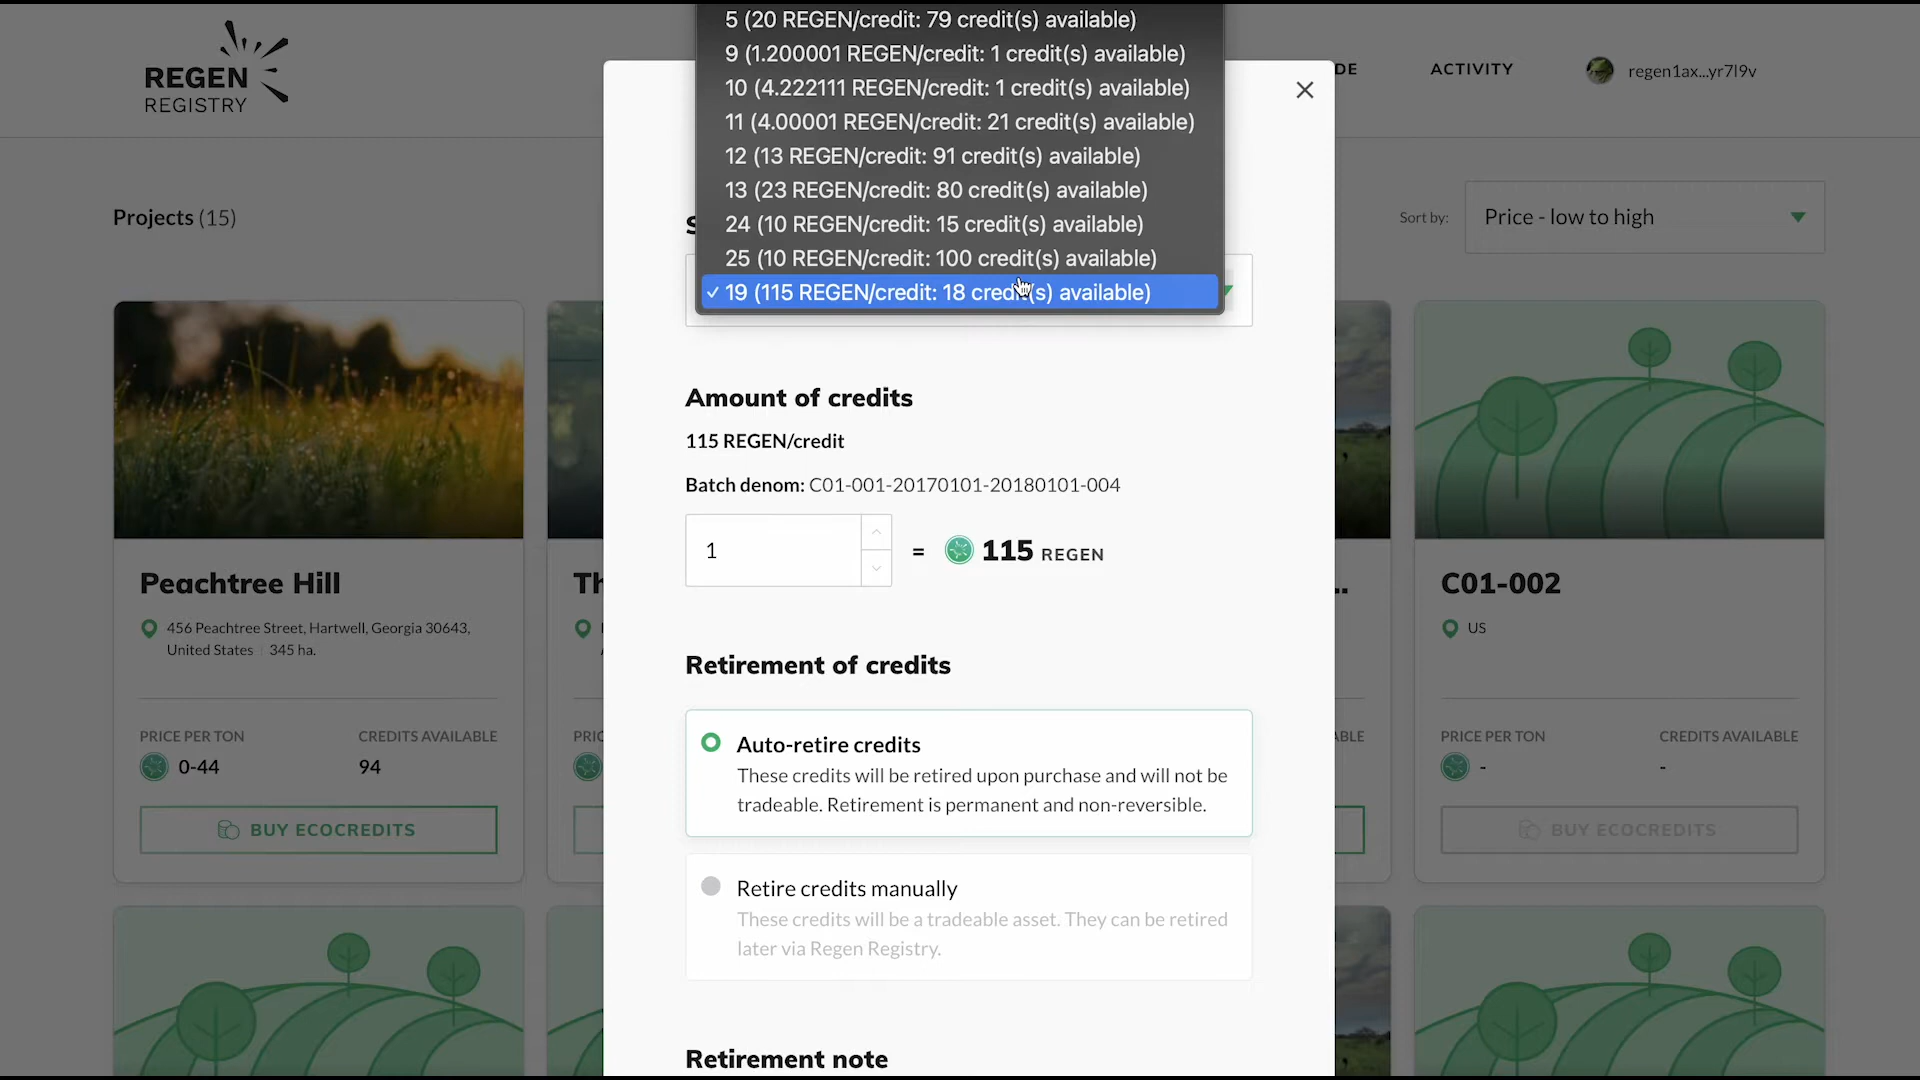 5 (20 REGEN/credit: 79 credit(s) available)
9 (1.200001 REGEN/credit: 1 credit(s) available)
10 (4.222111 REGEN/credit: 1 credit(s) available)
11 (4.00001 REGEN/credit: 21 credit(s) available)
12 (13 REGEN/credit: 91 credit(s) available)
13 (23 REGEN/credit: 80 credit(s) available)
24 (10 REGEN/credit: 15 credit(s) available)
25 (10 REGEN/credit: 100 credit(s) available)
✓ 19 (115 REGEN/credit: 18 credit(s) available)
REGEN
REGISTRY
DE
ACTIVITY
regen1ax...yr7l9v
Projects (15)
S
Sort by:
Price - low to high
Amount of credits
115 REGEN/credit
Batch denom: C01-001-20170101-20180101-004
1
= 115 REGEN
Retirement of credits
Auto-retire credits
These credits will be retired upon purchase and will not be
tradeable. Retirement is permanent and non-reversible.
Retire credits manually
These credits will be a tradeable asset. They can be retired
later via Regen Registry.
Retirement note
Peachtree Hill
456 Peachtree Street, Hartwell, Georgia 30643,
United States 345 ha.
PRICE PER TON
CREDITS AVAILABLE
0-44
94
BUY ECOCREDITS
Th
PRIC
..
ABLE
C01-002
US
PRICE PER TON
CREDITS AVAILABLE
-
-
BUY ECOCREDITS